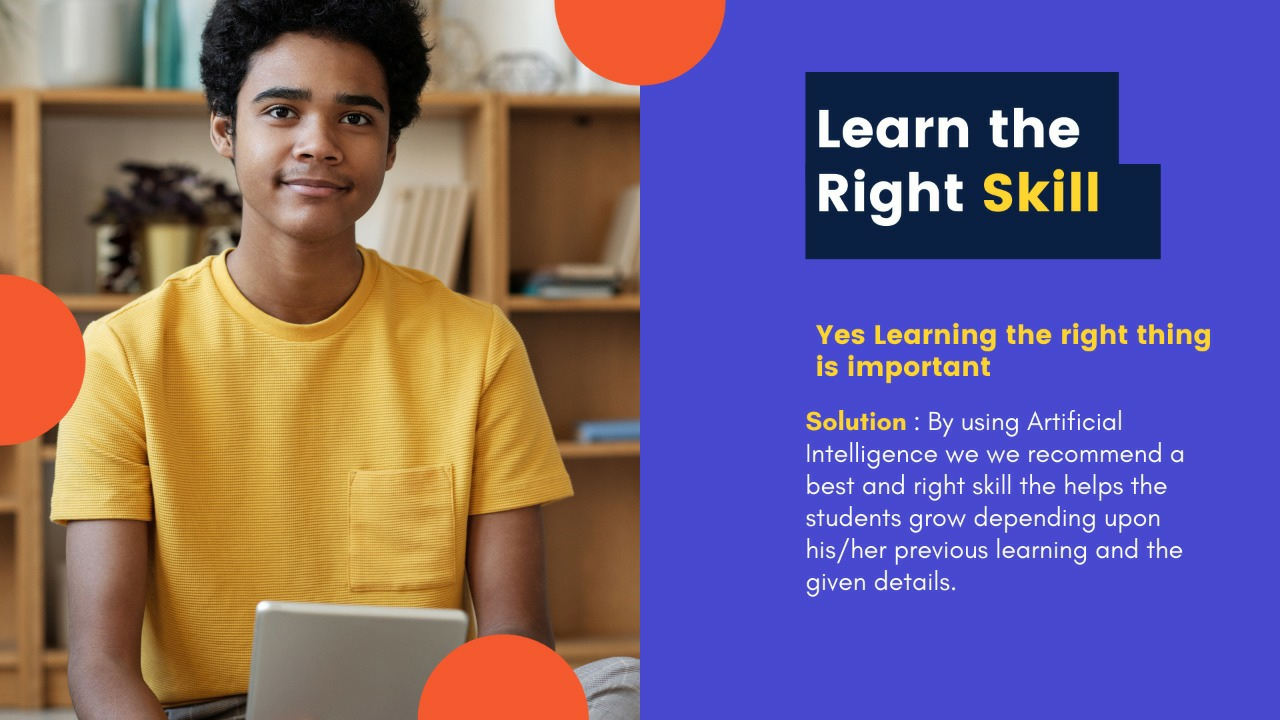 Learn the
Right Skill
Yes Learning the right thing
is important
Solution : By using Artificial
Intelligence we we recommend a
best and right skill the helps the
students grow depending upon
his/her previous learning and the
given details.